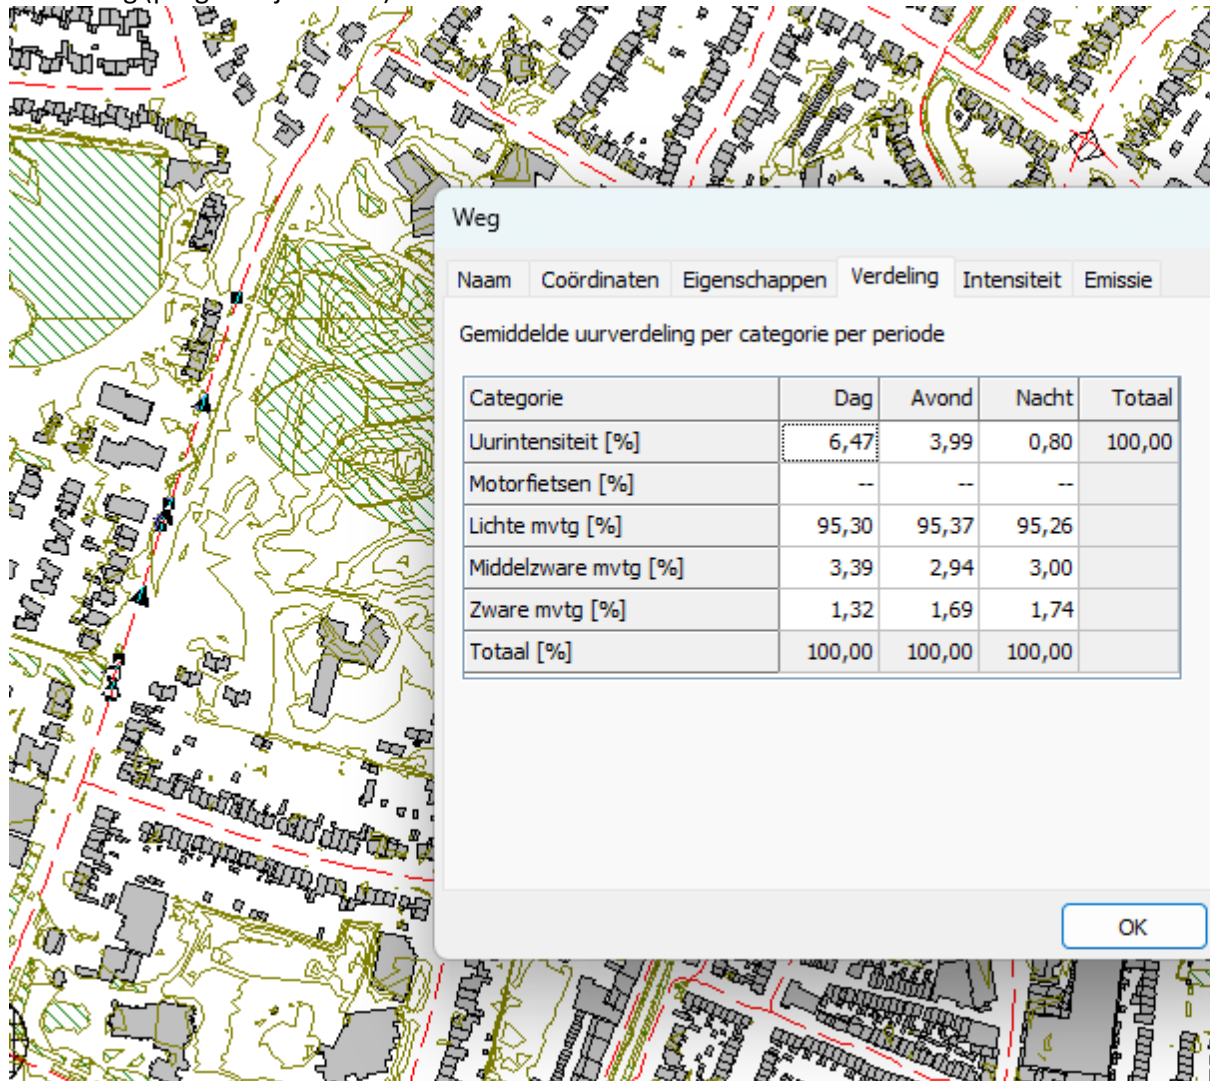 Weg
Naam Coördinaten Eigenschappen Verdeling Intensiteit Emissie
Gemiddelde uurverdeling per categorie per periode
Categorie Dag Avond Nacht Totaal
Uurintensiteit [%] 6,47 3,99 0,80 100,00
Motorfietsen [%] -- -- --
Lichte mvtg [%] 95,30 95,37 95,26
Middelzware mvtg [%] 3,39 2,94 3,00
Zware mvtg [%] 1,32 1,69 1,74
Totaal [%] 100,00 100,00 100,00
OK